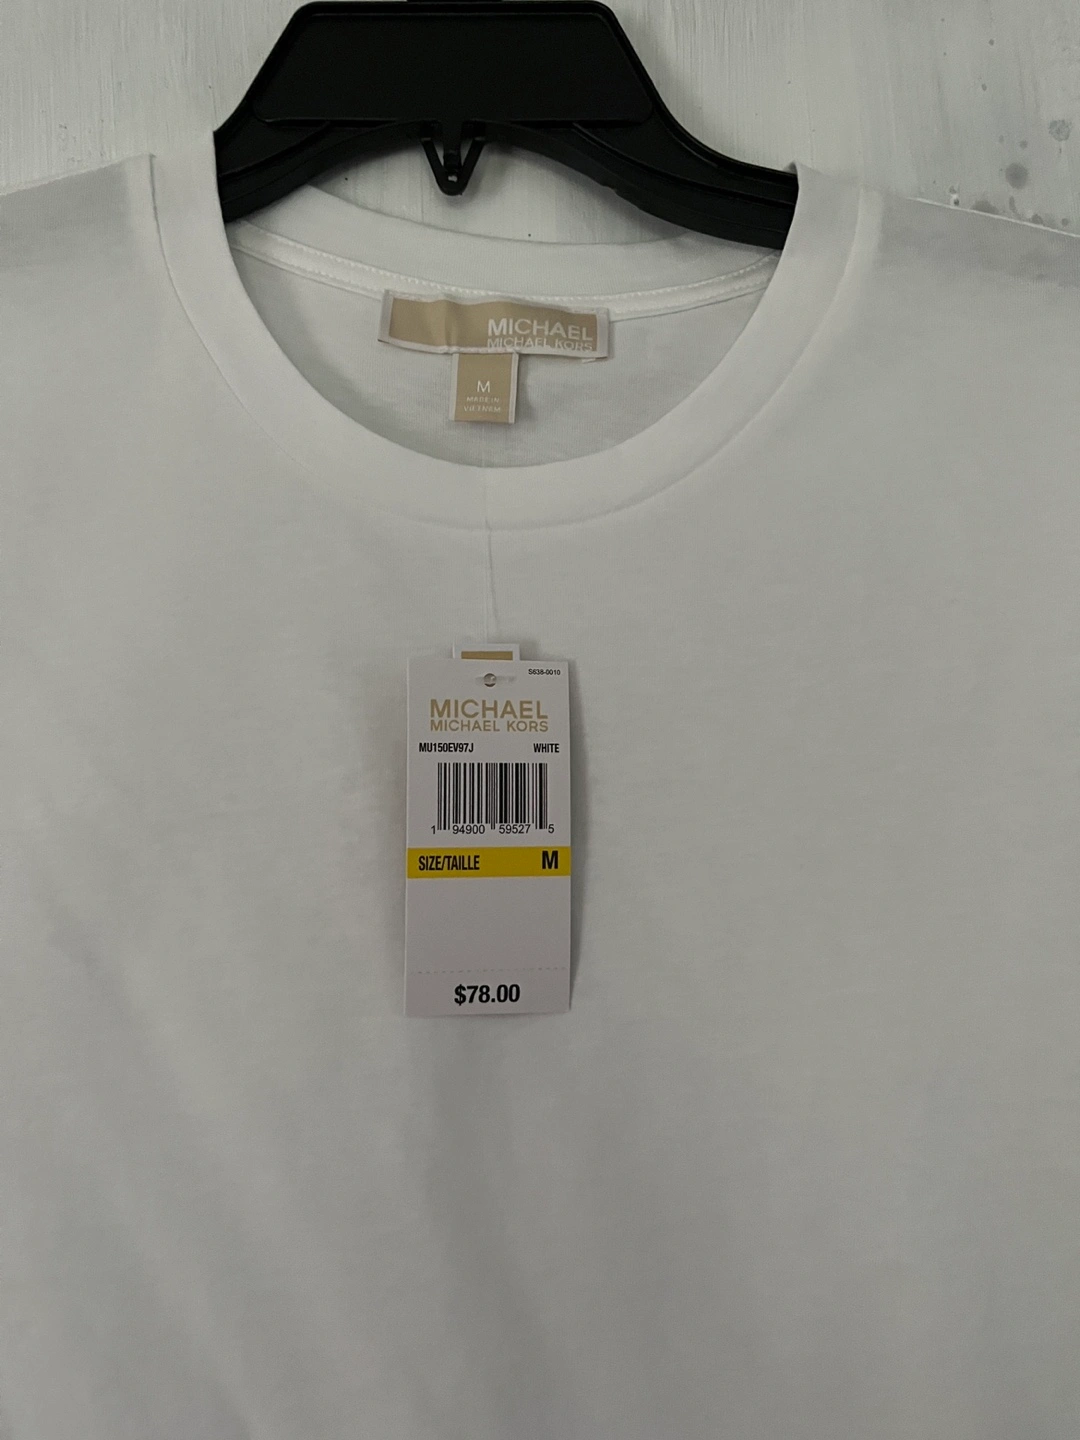 MICHAEL
MICHAEL KORS
M
MADE IN
VIETNAM
S638-0010
MICHAEL
MICHAEL KORS
MU150EV97J WHITE
1 94900 59527 5
SIZE/TAILLE M
$78.00